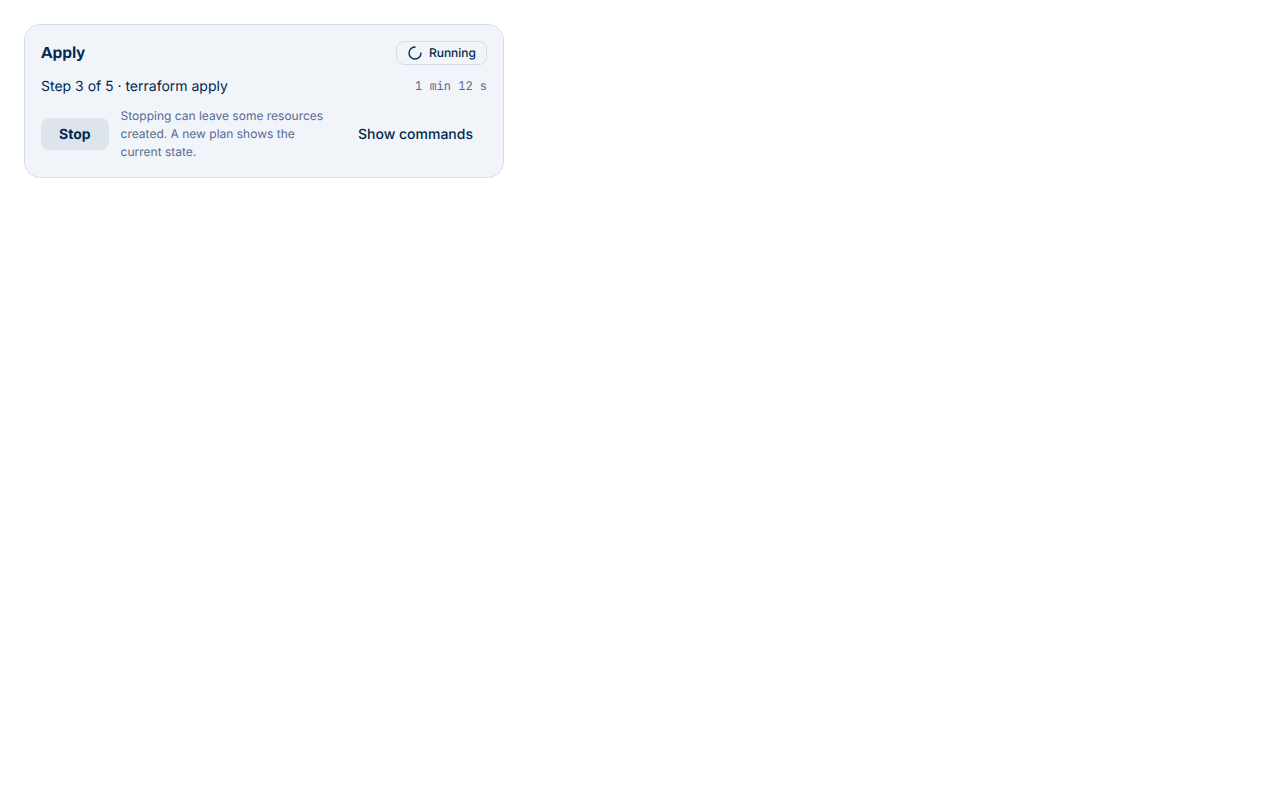 Apply
Running
Step 3 of 5 · terraform apply
1 min 12 s
Stop
Stopping can leave some resources
created. A new plan shows the
current state.
Show commands